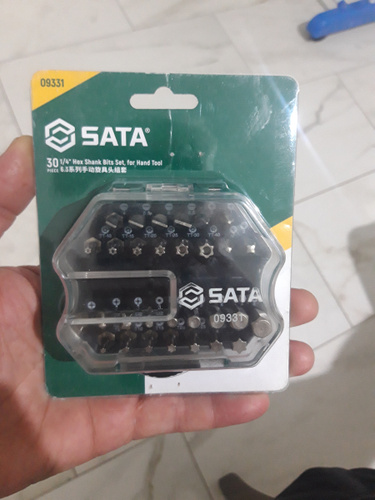 09331
SATA®
30 1/4" Hex Shank Bits Set, for Hand Tool
PIECE 6.3系列手动旋具头组套
SATA
09331